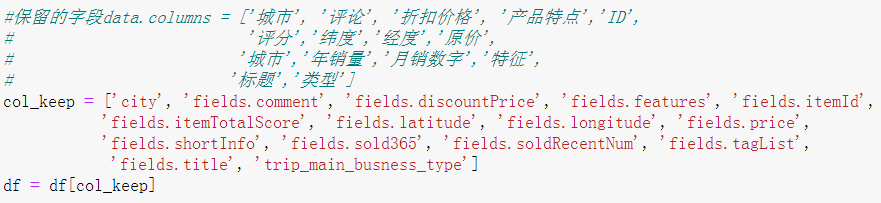 #保留的字段data.columns = ['城市', '评论', '折扣价格', '产品特点','ID',
#                        '评分','纬度','经度','原价',
#                       '城市','年销量','月销数字','特征',
#                      '标题','类型']
col_keep = ['city', 'fields.comment', 'fields.discountPrice', 'fields.features', 'fields.itemId',
           'fields.itemTotalScore', 'fields.latitude', 'fields.longitude', 'fields.price',
           'fields.shortInfo', 'fields.sold365', 'fields.soldRecentNum', 'fields.tagList',
            'fields.title', 'trip_main_busness_type']
df = df[col_keep]